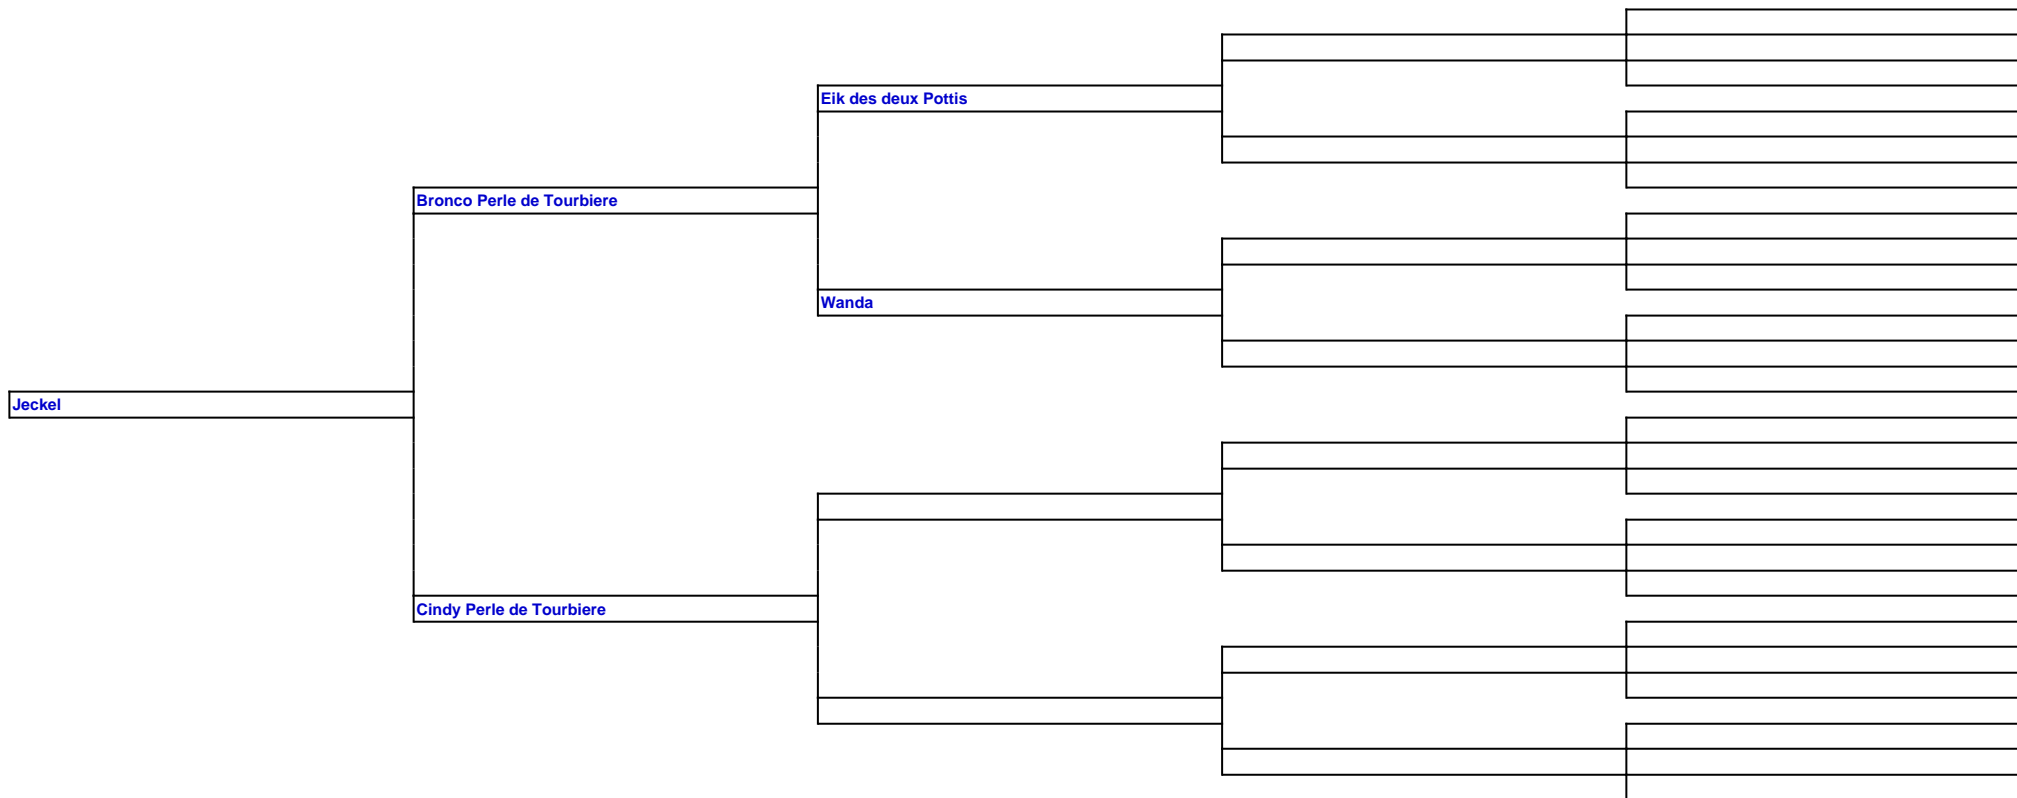 Eik des deux Pottis
Bronco Perle de Tourbiere
Wanda
Jeckel
Cindy Perle de Tourbiere